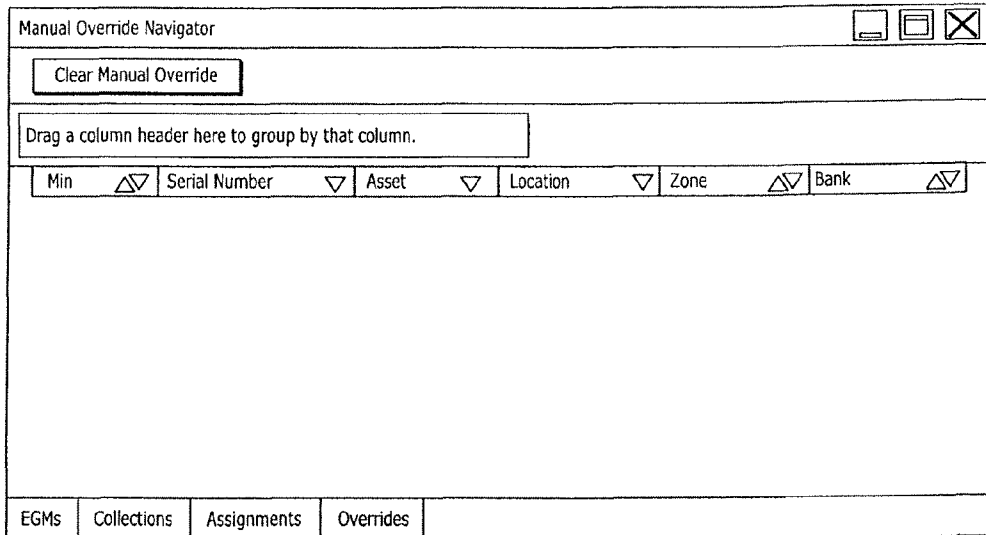 Manual Override Navigator
Clear Manual Override
Drag a column header here to group by that column.
Min Serial Number Asset Location Zone Bank
EGMs Collections Assignments Overrides